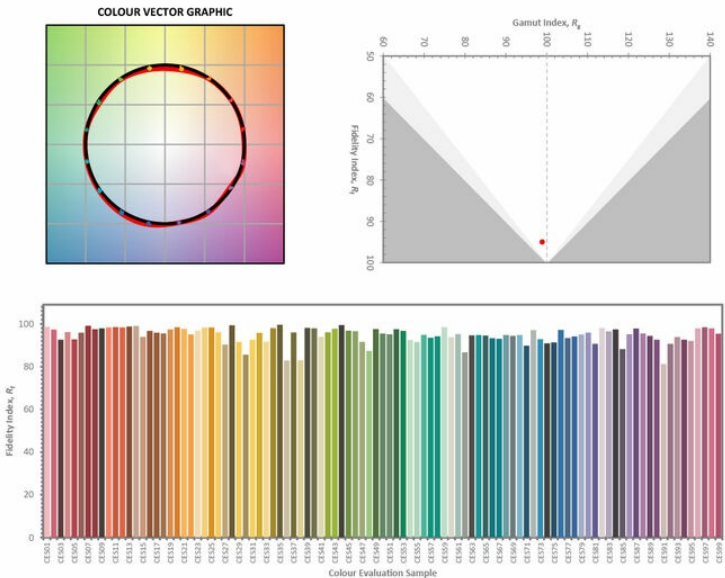 COLOUR VECTOR GRAPHIC
Gamut Index, Rg
60 70 80 90 100 110 120 130 140
Fidelity Index, Rf
50
60
70
80
90
100
Fidelity Index, Rf
100
80
60
40
20
0
CES01 CES03 CES05 CES07 CES09 CES11 CES13 CES15 CES17 CES19 CES21 CES23 CES25 CES27 CES29 CES31 CES33 CES35 CES37 CES39 CES41 CES43 CES45 CES47 CES49 CES51 CES53 CES55 CES57 CES59 CES61 CES63 CES65 CES67 CES69 CES71 CES73 CES75 CES77 CES79 CES81 CES83 CES85 CES87 CES89 CES91 CES93 CES95 CES97 CES99
Colour Evaluation Sample